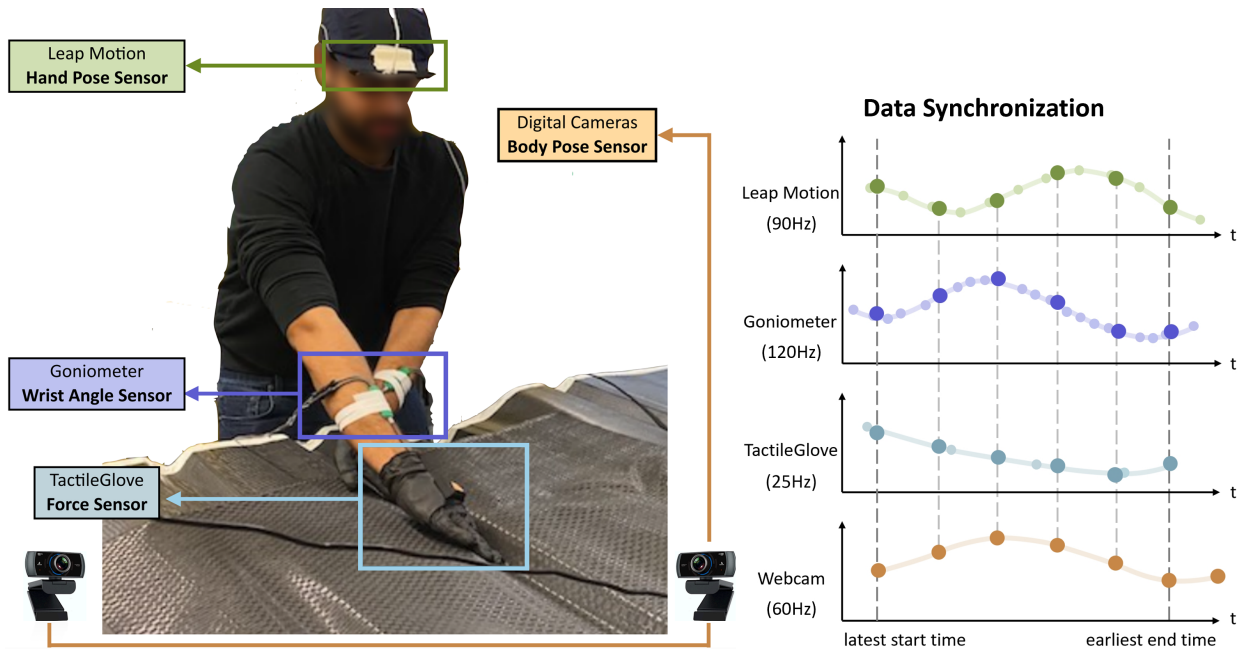 Leap Motion
Hand Pose Sensor
Digital Cameras
Body Pose Sensor
Goniometer
Wrist Angle Sensor
TactileGlove
Force Sensor
Data Synchronization
Leap Motion
(90Hz)
t
Goniometer
(120Hz)
t
TactileGlove
(25Hz)
t
Webcam
(60Hz)
t
latest start time
earliest end time